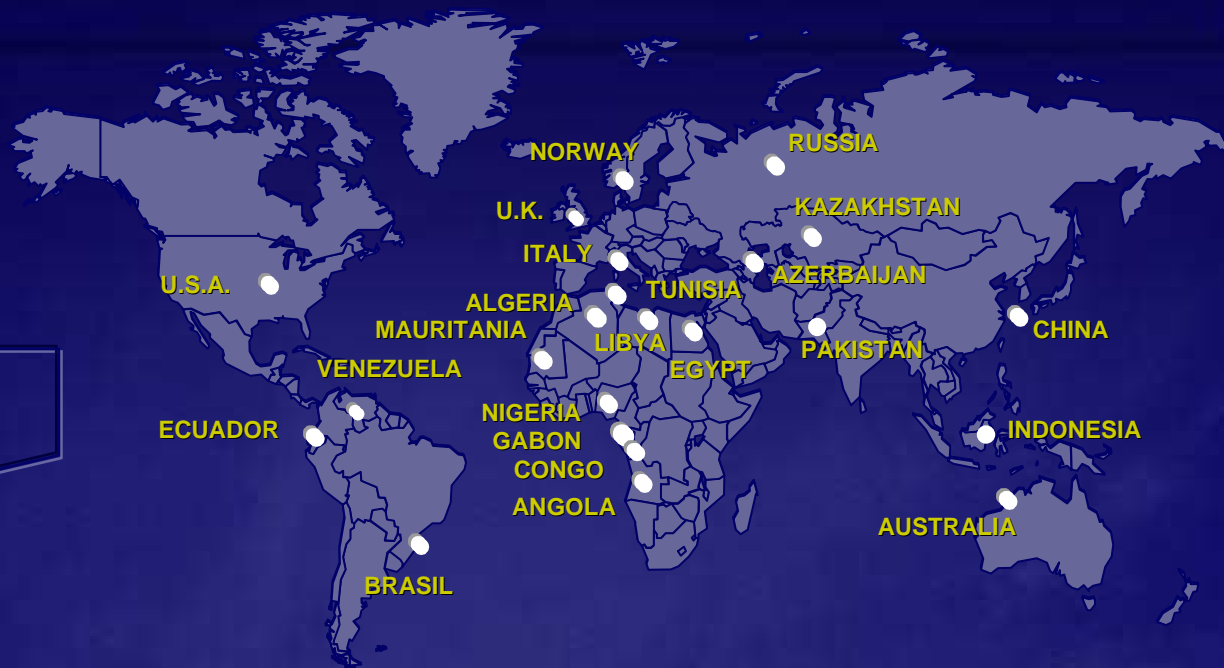 NORWAY
RUSSIA
U.K.
KAZAKHSTAN
ITALY
AZERBAIJAN
U.S.A.
TUNISIA
ALGERIA
MAURITANIA
LIBYA
CHINA
PAKISTAN
VENEZUELA
EGYPT
NIGERIA
ECUADOR
INDONESIA
GABON
CONGO
ANGOLA
AUSTRALIA
BRASIL